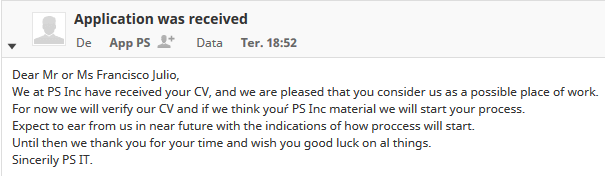 Application was received
De App PS Data Ter. 18:52
Dear Mr or Ms Francisco Julio,
We at PS Inc have received your CV, and we are pleased that you consider us as a possible place of work.
For now we will verify our CV and if we think youŕ PS Inc material we will start your process.
Expect to ear from us in near future with the indications of how proccess will start.
Until then we thank you for your time and wish you good luck on al things.
Sincerily PS IT.